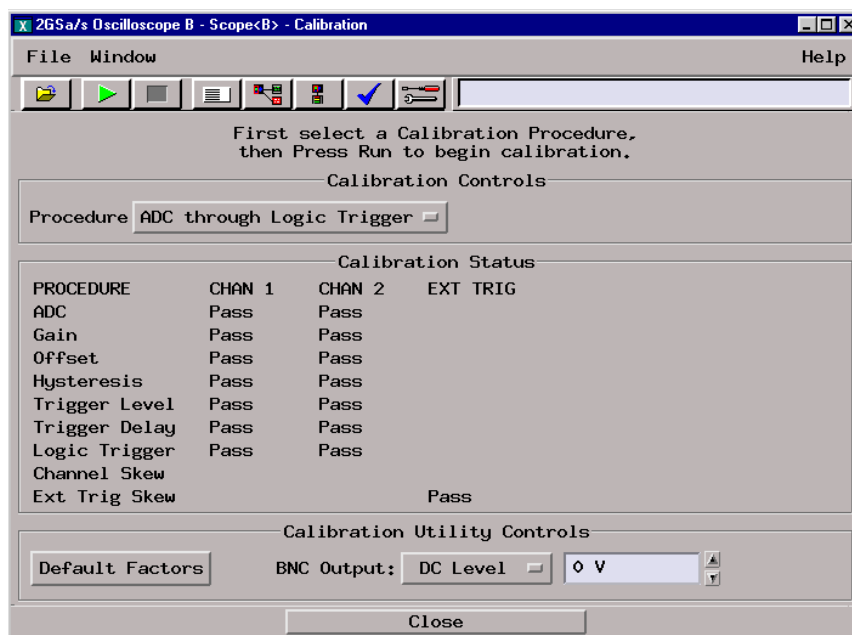 2GSa/s Oscilloscope B - Scope<B> - Calibration
File Window Help
First select a Calibration Procedure,
then Press Run to begin calibration.
Calibration Controls
Procedure ADC through Logic Trigger
Calibration Status
PROCEDURE CHAN 1 CHAN 2 EXT TRIG
ADC Pass Pass
Gain Pass Pass
Offset Pass Pass
Hysteresis Pass Pass
Trigger Level Pass Pass
Trigger Delay Pass Pass
Logic Trigger Pass Pass
Channel Skew
Ext Trig Skew Pass
Calibration Utility Controls
Default Factors BNC Output: DC Level 0 V
Close